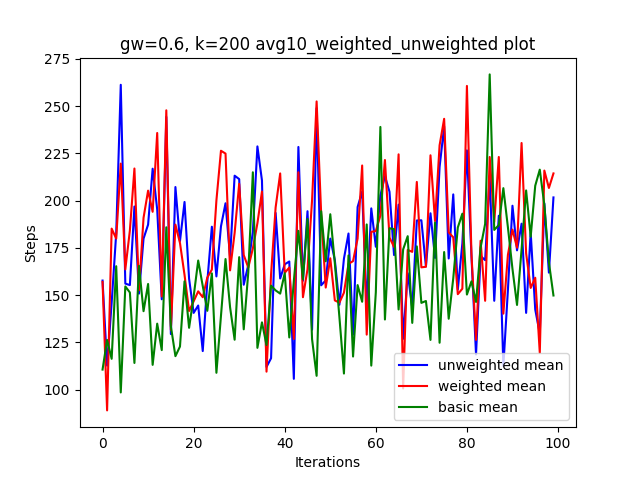 gw=0.6, k=200 avg10_weighted_unweighted plot
275
250
225
200
175
150
125
100
Steps
0 20 40 60 80 100
Iterations
unweighted mean
weighted mean
basic mean